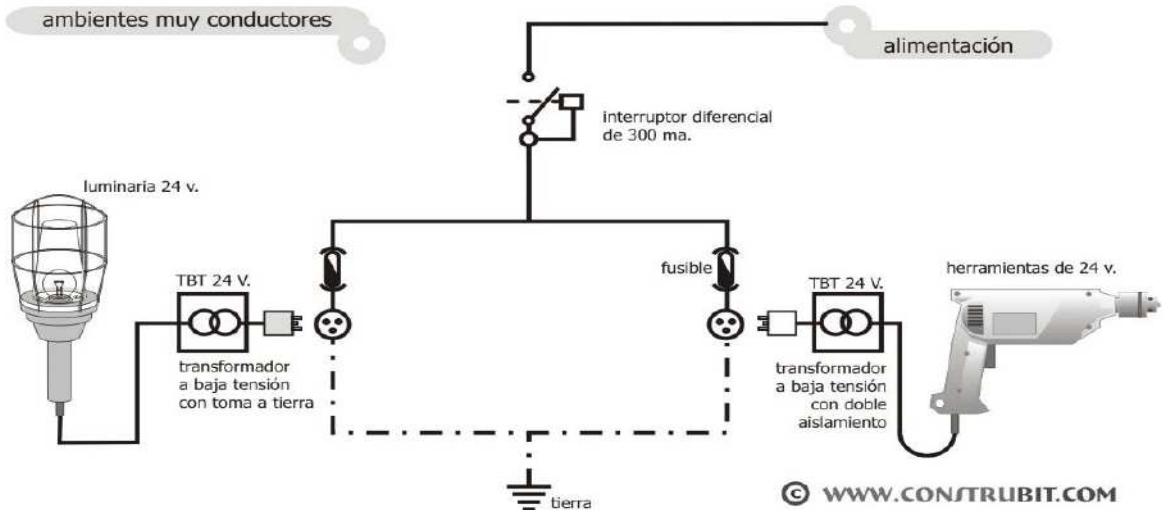 ambientes muy conductores
alimentación
interruptor diferencial
de 300 ma.
luminaria 24 v.
TBT 24 V.
transformador
a baja tensión
con toma a tierra
fusible
TBT 24 V.
transformador
a baja tensión
con doble
aislamiento
herramientas de 24 v.
tierra
© WWW.CONSTRUBIT.COM